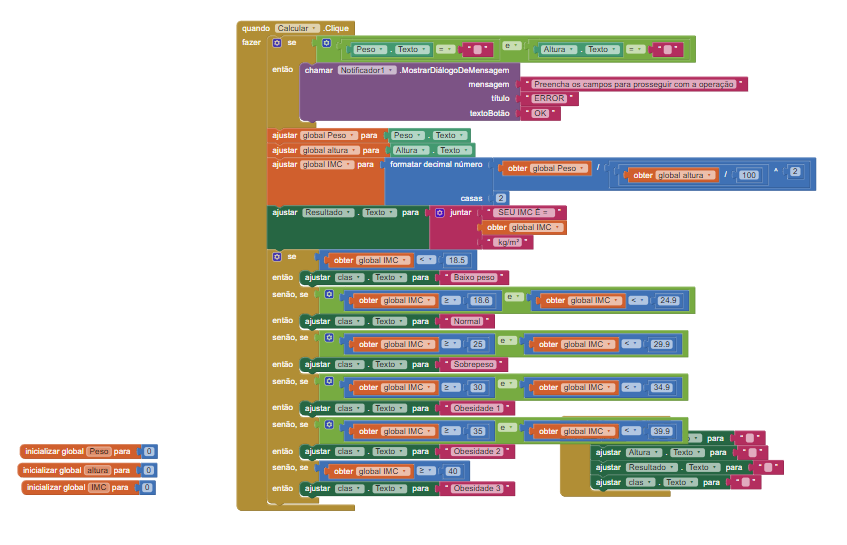 quando Calcular .Clique
fazer se Peso . Texto = " " e Altura . Texto = " "
então chamar Notificador1 .MostrarDiálogoDeMensagem
mensagem " Preencha os campos para prosseguir com a operação "
título " ERROR "
textoBotão " OK "
ajustar global Peso para Peso . Texto
ajustar global altura para Altura . Texto
ajustar global IMC para formatar decimal número obter global Peso / obter global altura / 100 ^ 2
casas 2
ajustar Resultado . Texto para juntar " SEU IMC É = "
obter global IMC
" kg/m² "
se obter global IMC < 18.5
então ajustar clas . Texto para " Baixo peso "
senão, se obter global IMC ≥ 18.6 e obter global IMC < 24.9
então ajustar clas . Texto para " Normal "
senão, se obter global IMC ≥ 25 e obter global IMC < 29.9
então ajustar clas . Texto para " Sobrepeso "
senão, se obter global IMC ≥ 30 e obter global IMC < 34.9
então ajustar clas . Texto para " Obesidade 1 "
senão, se obter global IMC ≥ 35 e obter global IMC < 39.9
então ajustar clas . Texto para " Obesidade 2 "
senão, se obter global IMC ≥ 40
então ajustar clas . Texto para " Obesidade 3 "
para " "
ajustar Altura . Texto para " "
ajustar Resultado . Texto para " "
ajustar clas . Texto para " "
inicializar global Peso para 0
inicializar global altura para 0
inicializar global IMC para 0